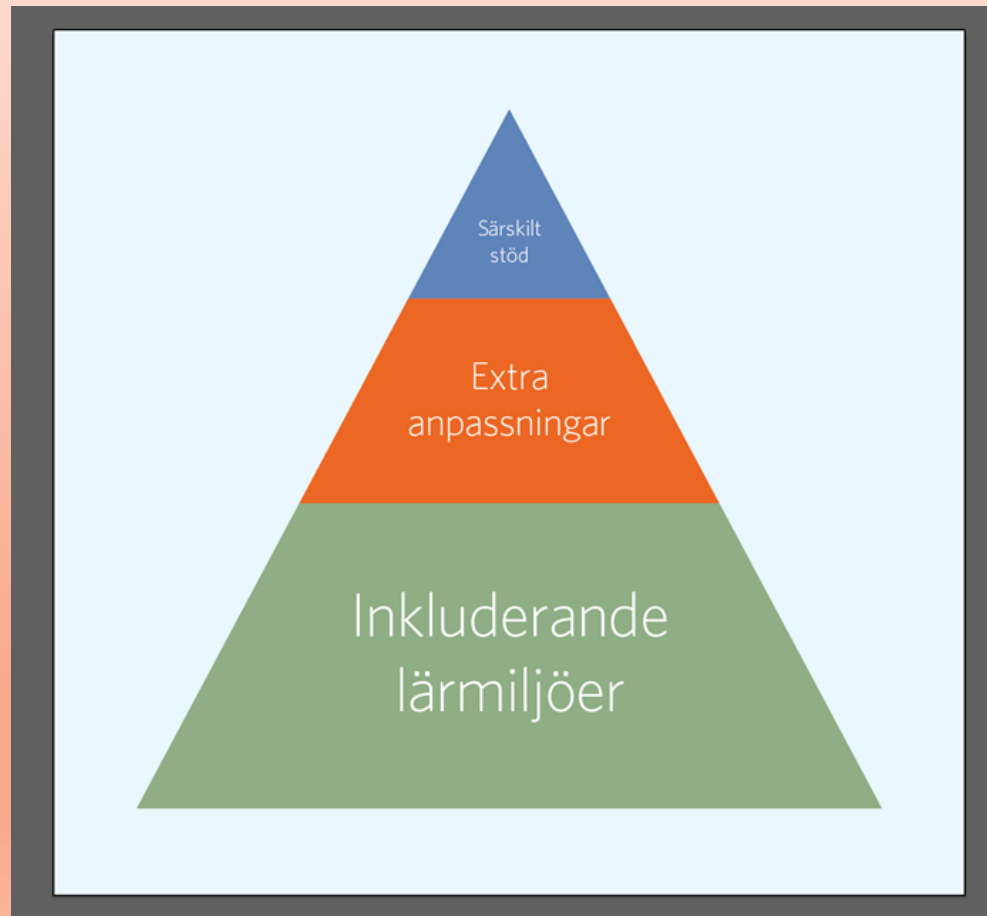 Särskilt
stöd
Extra
anpassningar
Inkluderande
lärmiljöer